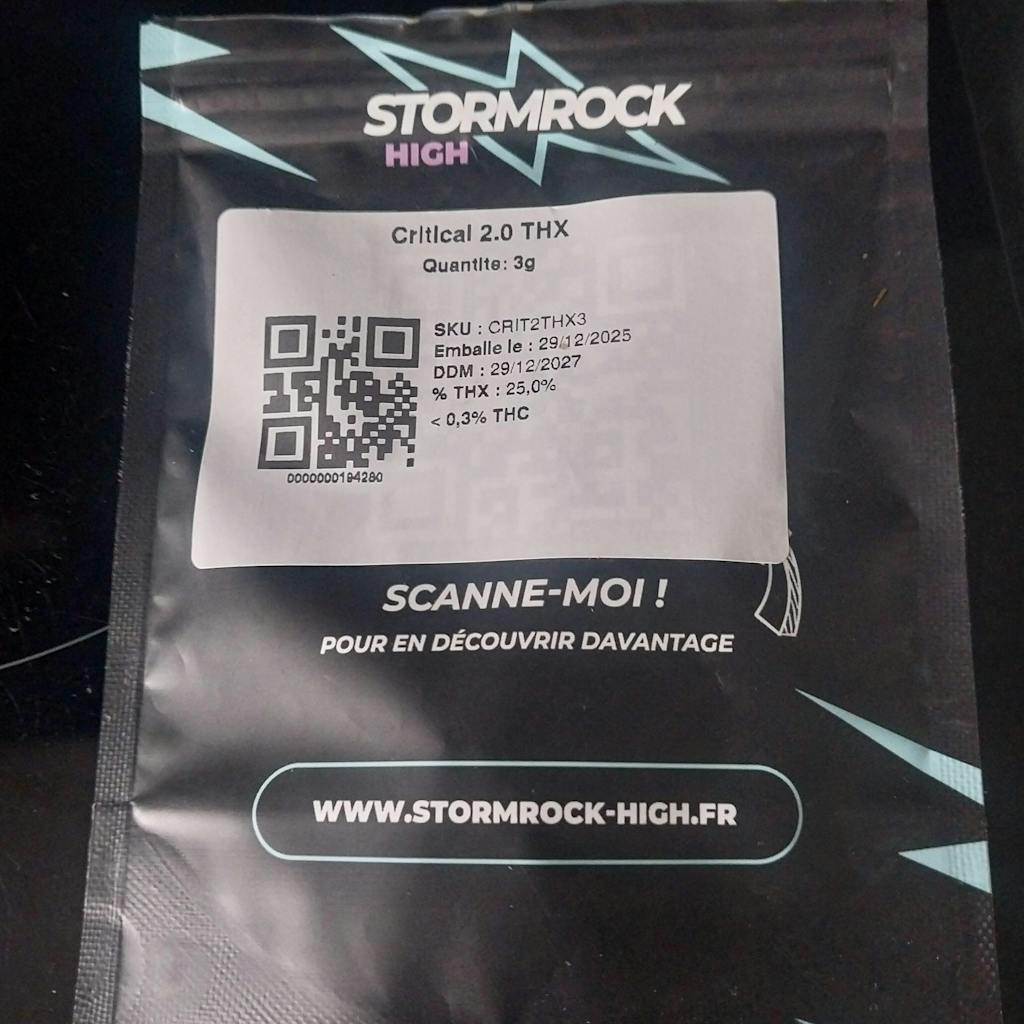 STORMROCK
HIGH
Critical 2.0 THX
Quantite: 3g
SKU : CRIT2THX3
Emballe le : 29/12/2025
DDM : 29/12/2027
% THX : 25,0%
< 0,3% THC
0000000194280
SCANNE-MOI !
POUR EN DÉCOUVRIR DAVANTAGE
WWW.STORMROCK-HIGH.FR